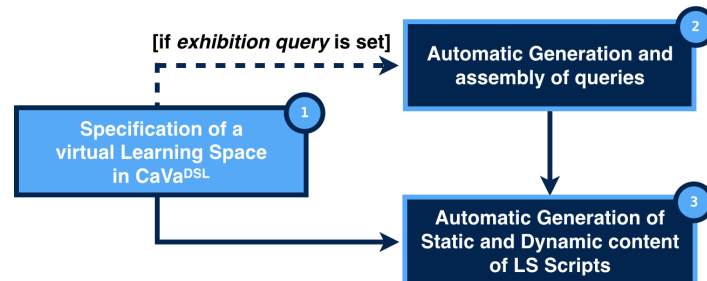 [if exhibition query is set]
2
Automatic Generation and
assembly of queries
1
Specification of a
virtual Learning Space
in CaVaDSL
3
Automatic Generation of
Static and Dynamic content
of LS Scripts